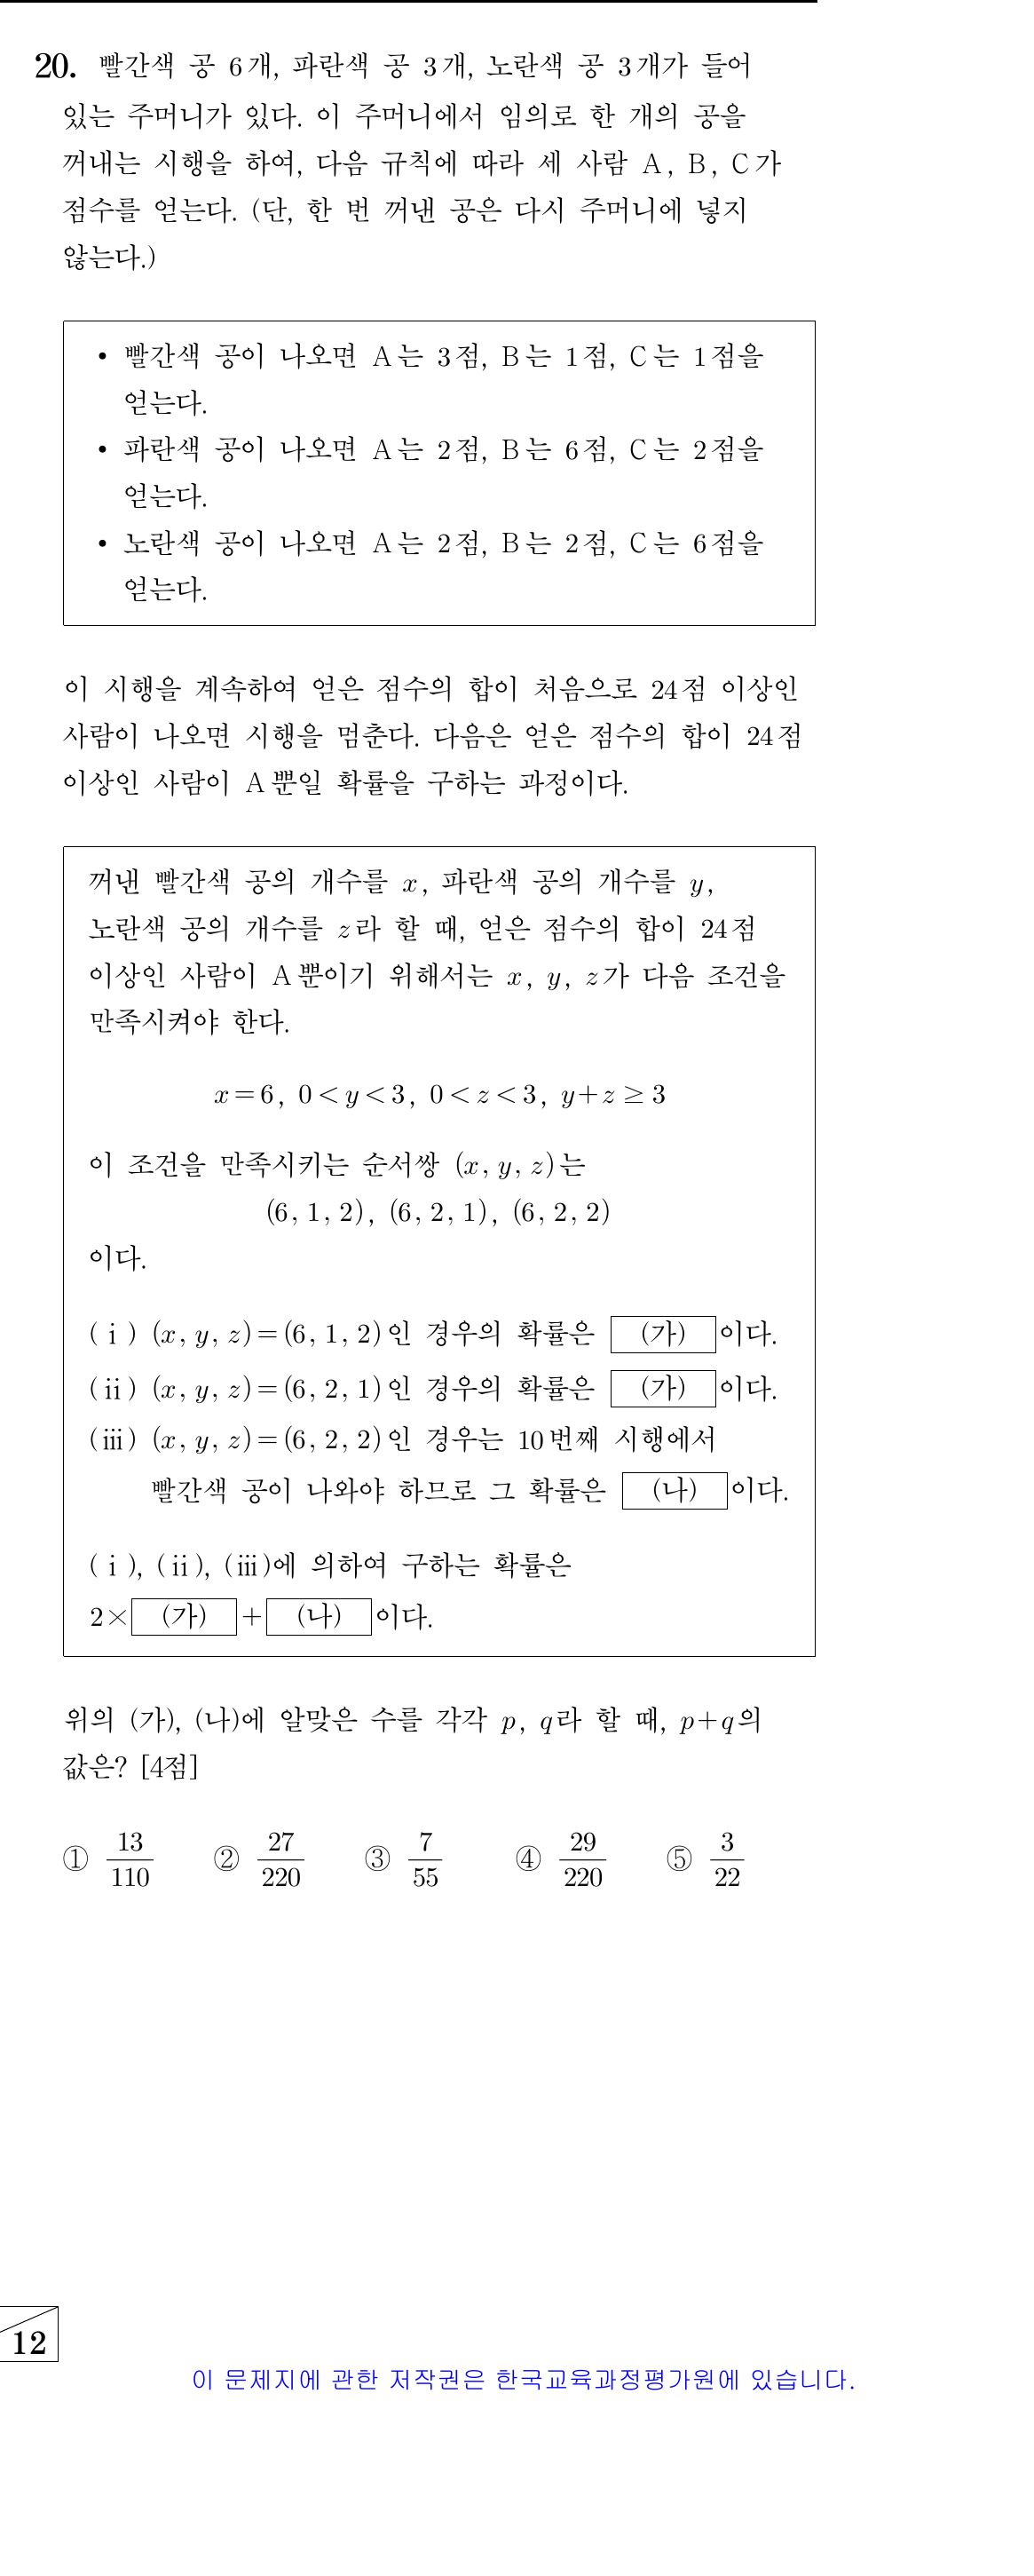 20. 빨간색 공 6개, 파란색 공 3개, 노란색 공 3개가 들어
있는 주머니가 있다. 이 주머니에서 임의로 한 개의 공을
꺼내는 시행을 하여, 다음 규칙에 따라 세 사람 A, B, C가
점수를 얻는다. (단, 한 번 꺼낸 공은 다시 주머니에 넣지
않는다.)
• 빨간색 공이 나오면 A는 3점, B는 1점, C는 1점을
얻는다.
• 파란색 공이 나오면 A는 2점, B는 6점, C는 2점을
얻는다.
• 노란색 공이 나오면 A는 2점, B는 2점, C는 6점을
얻는다.
이 시행을 계속하여 얻은 점수의 합이 처음으로 24점 이상인
사람이 나오면 시행을 멈춘다. 다음은 얻은 점수의 합이 24점
이상인 사람이 A뿐일 확률을 구하는 과정이다.
꺼낸 빨간색 공의 개수를 x, 파란색 공의 개수를 y,
노란색 공의 개수를 z라 할 때, 얻은 점수의 합이 24점
이상인 사람이 A뿐이기 위해서는 x, y, z가 다음 조건을
만족시켜야 한다.
x=6, 0<y<3, 0<z<3, y+z≥3
이 조건을 만족시키는 순서쌍 (x, y, z)는
(6, 1, 2), (6, 2, 1), (6, 2, 2)
이다.
(ⅰ) (x, y, z)=(6, 1, 2)인 경우의 확률은 (가) 이다.
(ⅱ) (x, y, z)=(6, 2, 1)인 경우의 확률은 (가) 이다.
(ⅲ) (x, y, z)=(6, 2, 2)인 경우는 10번째 시행에서
빨간색 공이 나와야 하므로 그 확률은 (나) 이다.
(ⅰ), (ⅱ), (ⅲ)에 의하여 구하는 확률은
2× (가) + (나) 이다.
위의 (가), (나)에 알맞은 수를 각각 p, q라 할 때, p+q의
값은? [4점]
① 13/110 ② 27/220 ③ 7/55 ④ 29/220 ⑤ 3/22
12
이 문제지에 관한 저작권은 한국교육과정평가원에 있습니다.